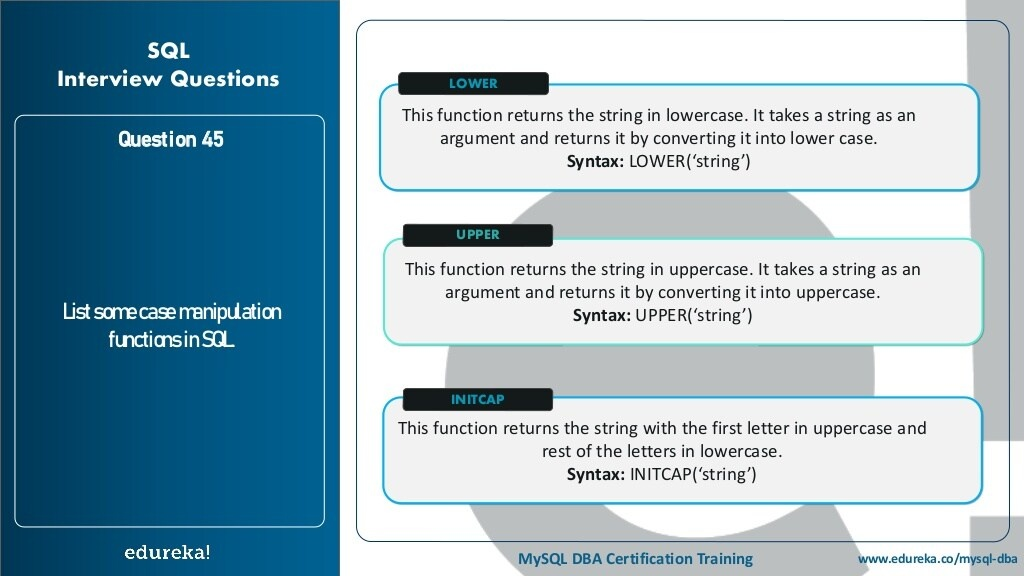 SQL
Interview Questions
Question 45
List some case manipulation
functions in SQL.
edureka!
LOWER
This function returns the string in lowercase. It takes a string as an
argument and returns it by converting it into lower case.
Syntax: LOWER(‘string’)
UPPER
This function returns the string in uppercase. It takes a string as an
argument and returns it by converting it into uppercase.
Syntax: UPPER(‘string’)
INITCAP
This function returns the string with the first letter in uppercase and
rest of the letters in lowercase.
Syntax: INITCAP(‘string’)
MySQL DBA Certification Training
www.edureka.co/mysql-dba